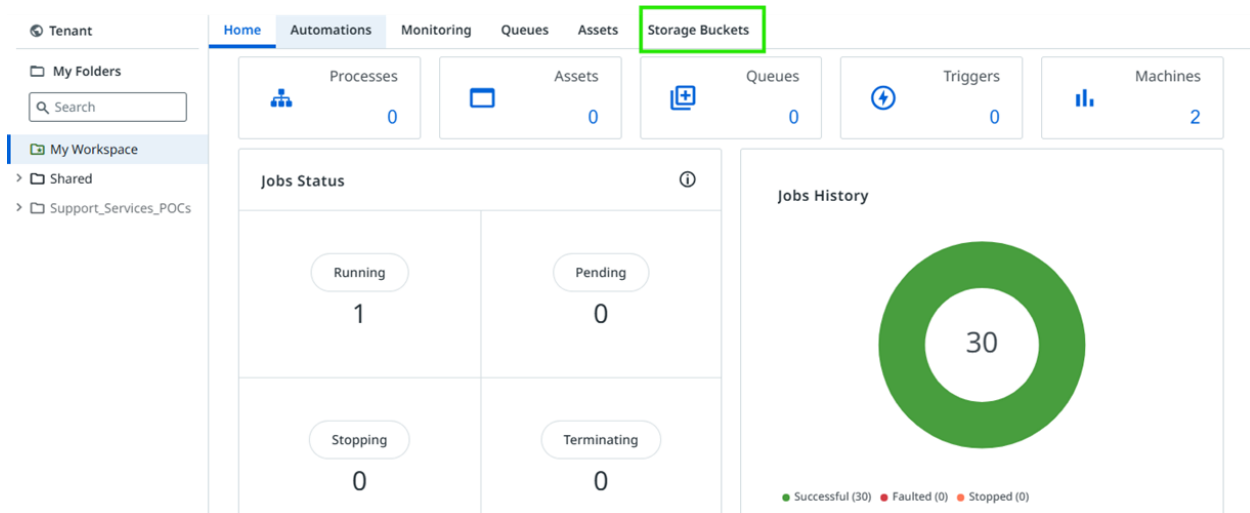 Tenant
My Folders
Search
My Workspace
Shared
Support_Services_POCs
Home Automations Monitoring Queues Assets Storage Buckets
Processes
0
Assets
0
Queues
0
Triggers
0
Machines
2
Jobs Status
Running
1
Pending
0
Stopping
0
Terminating
0
Jobs History
30
Successful (30) Faulted (0) Stopped (0)